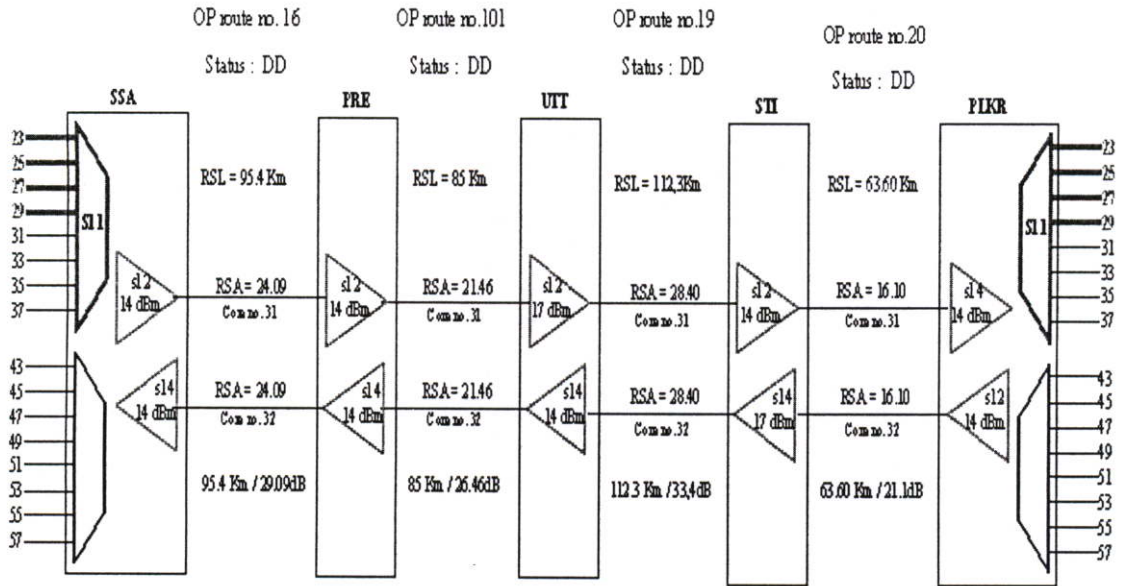 OP route no.16
OP route no.101
OP route no.19
OP route no.20
Status : DD
Status : DD
Status : DD
Status : DD
SSA
PRE
UTT
STI
PLKR
RSL = 95.4 Km
RSL = 85 Km
RSL = 112,3Km
RSL = 63.60 Km
23
25
27
29
31
33
35
37
S11
s12
14 dBm
RSA = 24.09
Core no.31
s12
14 dBm
RSA = 21.46
Core no.31
s12
17 dBm
RSA = 28.40
Core no.31
s12
14 dBm
RSA = 16.10
Core no.31
s14
14 dBm
S11
23
25
27
29
31
33
35
37
43
45
47
49
51
53
55
57
s14
14 dBm
RSA = 24.09
Core no.32
s14
14 dBm
RSA = 21.46
Core no.32
s14
14 dBm
RSA = 28.40
Core no.32
s14
17 dBm
RSA = 16.10
Core no.32
s12
14 dBm
43
45
47
49
51
53
55
57
95.4 Km / 29.09dB
85 Km / 26.46dB
112.3 Km / 33,4dB
63.60 Km / 21.1dB